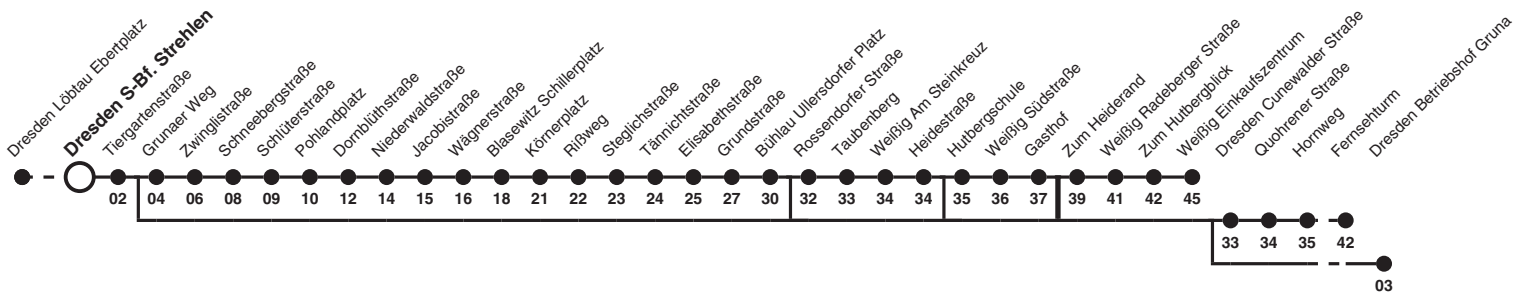 Dresden Löbtau Ebertplatz
Dresden S-Bf. Strehlen
Tiergartenstraße
Grunaer Weg
Zwinglistraße
Schneebergstraße
Schlüterstraße
Pohlandplatz
Dornblüthstraße
Niederwaldstraße
Jacobistraße
Wägnerstraße
Blasewitz Schillerplatz
Körnerplatz
Rißweg
Steglichstraße
Tännichtstraße
Elisabethstraße
Grundstraße
Bühlau Ullersdorfer Platz
Rossendorfer Straße
Taubenberg
Weißig Am Steinkreuz
Heidestraße
Hutbergschule
Weißig Südstraße
Gasthof
Zum Heiderand
Weißig Radeberger Straße
Zum Hutbergblick
Weißig Einkaufszentrum
Dresden Cunewalder Straße
Quohrener Straße
Hornweg
Fernsehturm
Dresden Betriebshof Gruna
02 04 06 08 09 10 12 14 15 16 18 21 22 23 24 25 27 30 32 33 34 34 35 36 37 39 41 42 45
33 34 35 42
03